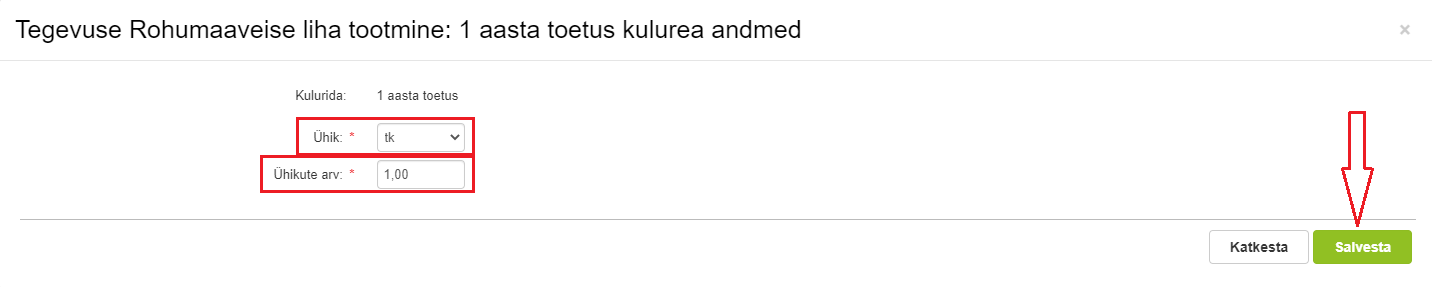 Tegevuse Rohumaaveise liha tootmine: 1 aasta toetus kulurea andmed ×
Kulurida: 1 aasta toetus
Ühik: * tk
Ühikute arv: * 1,00
Katkesta Salvesta